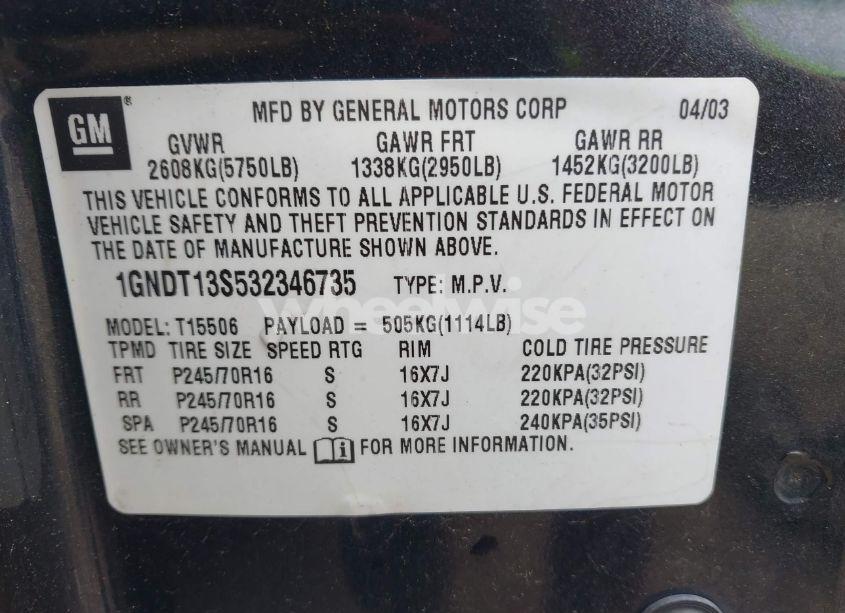 GM ® MFD BY GENERAL MOTORS CORP 04/03
GVWR GAWR FRT GAWR RR
2608KG(5750LB) 1338KG(2950LB) 1452KG(3200LB)
THIS VEHICLE CONFORMS TO ALL APPLICABLE U.S. FEDERAL MOTOR
VEHICLE SAFETY AND THEFT PREVENTION STANDARDS IN EFFECT ON
THE DATE OF MANUFACTURE SHOWN ABOVE.
1GNDT13S532346735 TYPE: M.P.V.
wheelwise
MODEL: T15506 PAYLOAD = 505KG(1114LB)
TPMD TIRE SIZE SPEED RTG RIM COLD TIRE PRESSURE
FRT P245/70R16 S 16X7J 220KPA(32PSI)
RR P245/70R16 S 16X7J 220KPA(32PSI)
SPA P245/70R16 S 16X7J 240KPA(35PSI)
SEE OWNER'S MANUAL i FOR MORE INFORMATION.